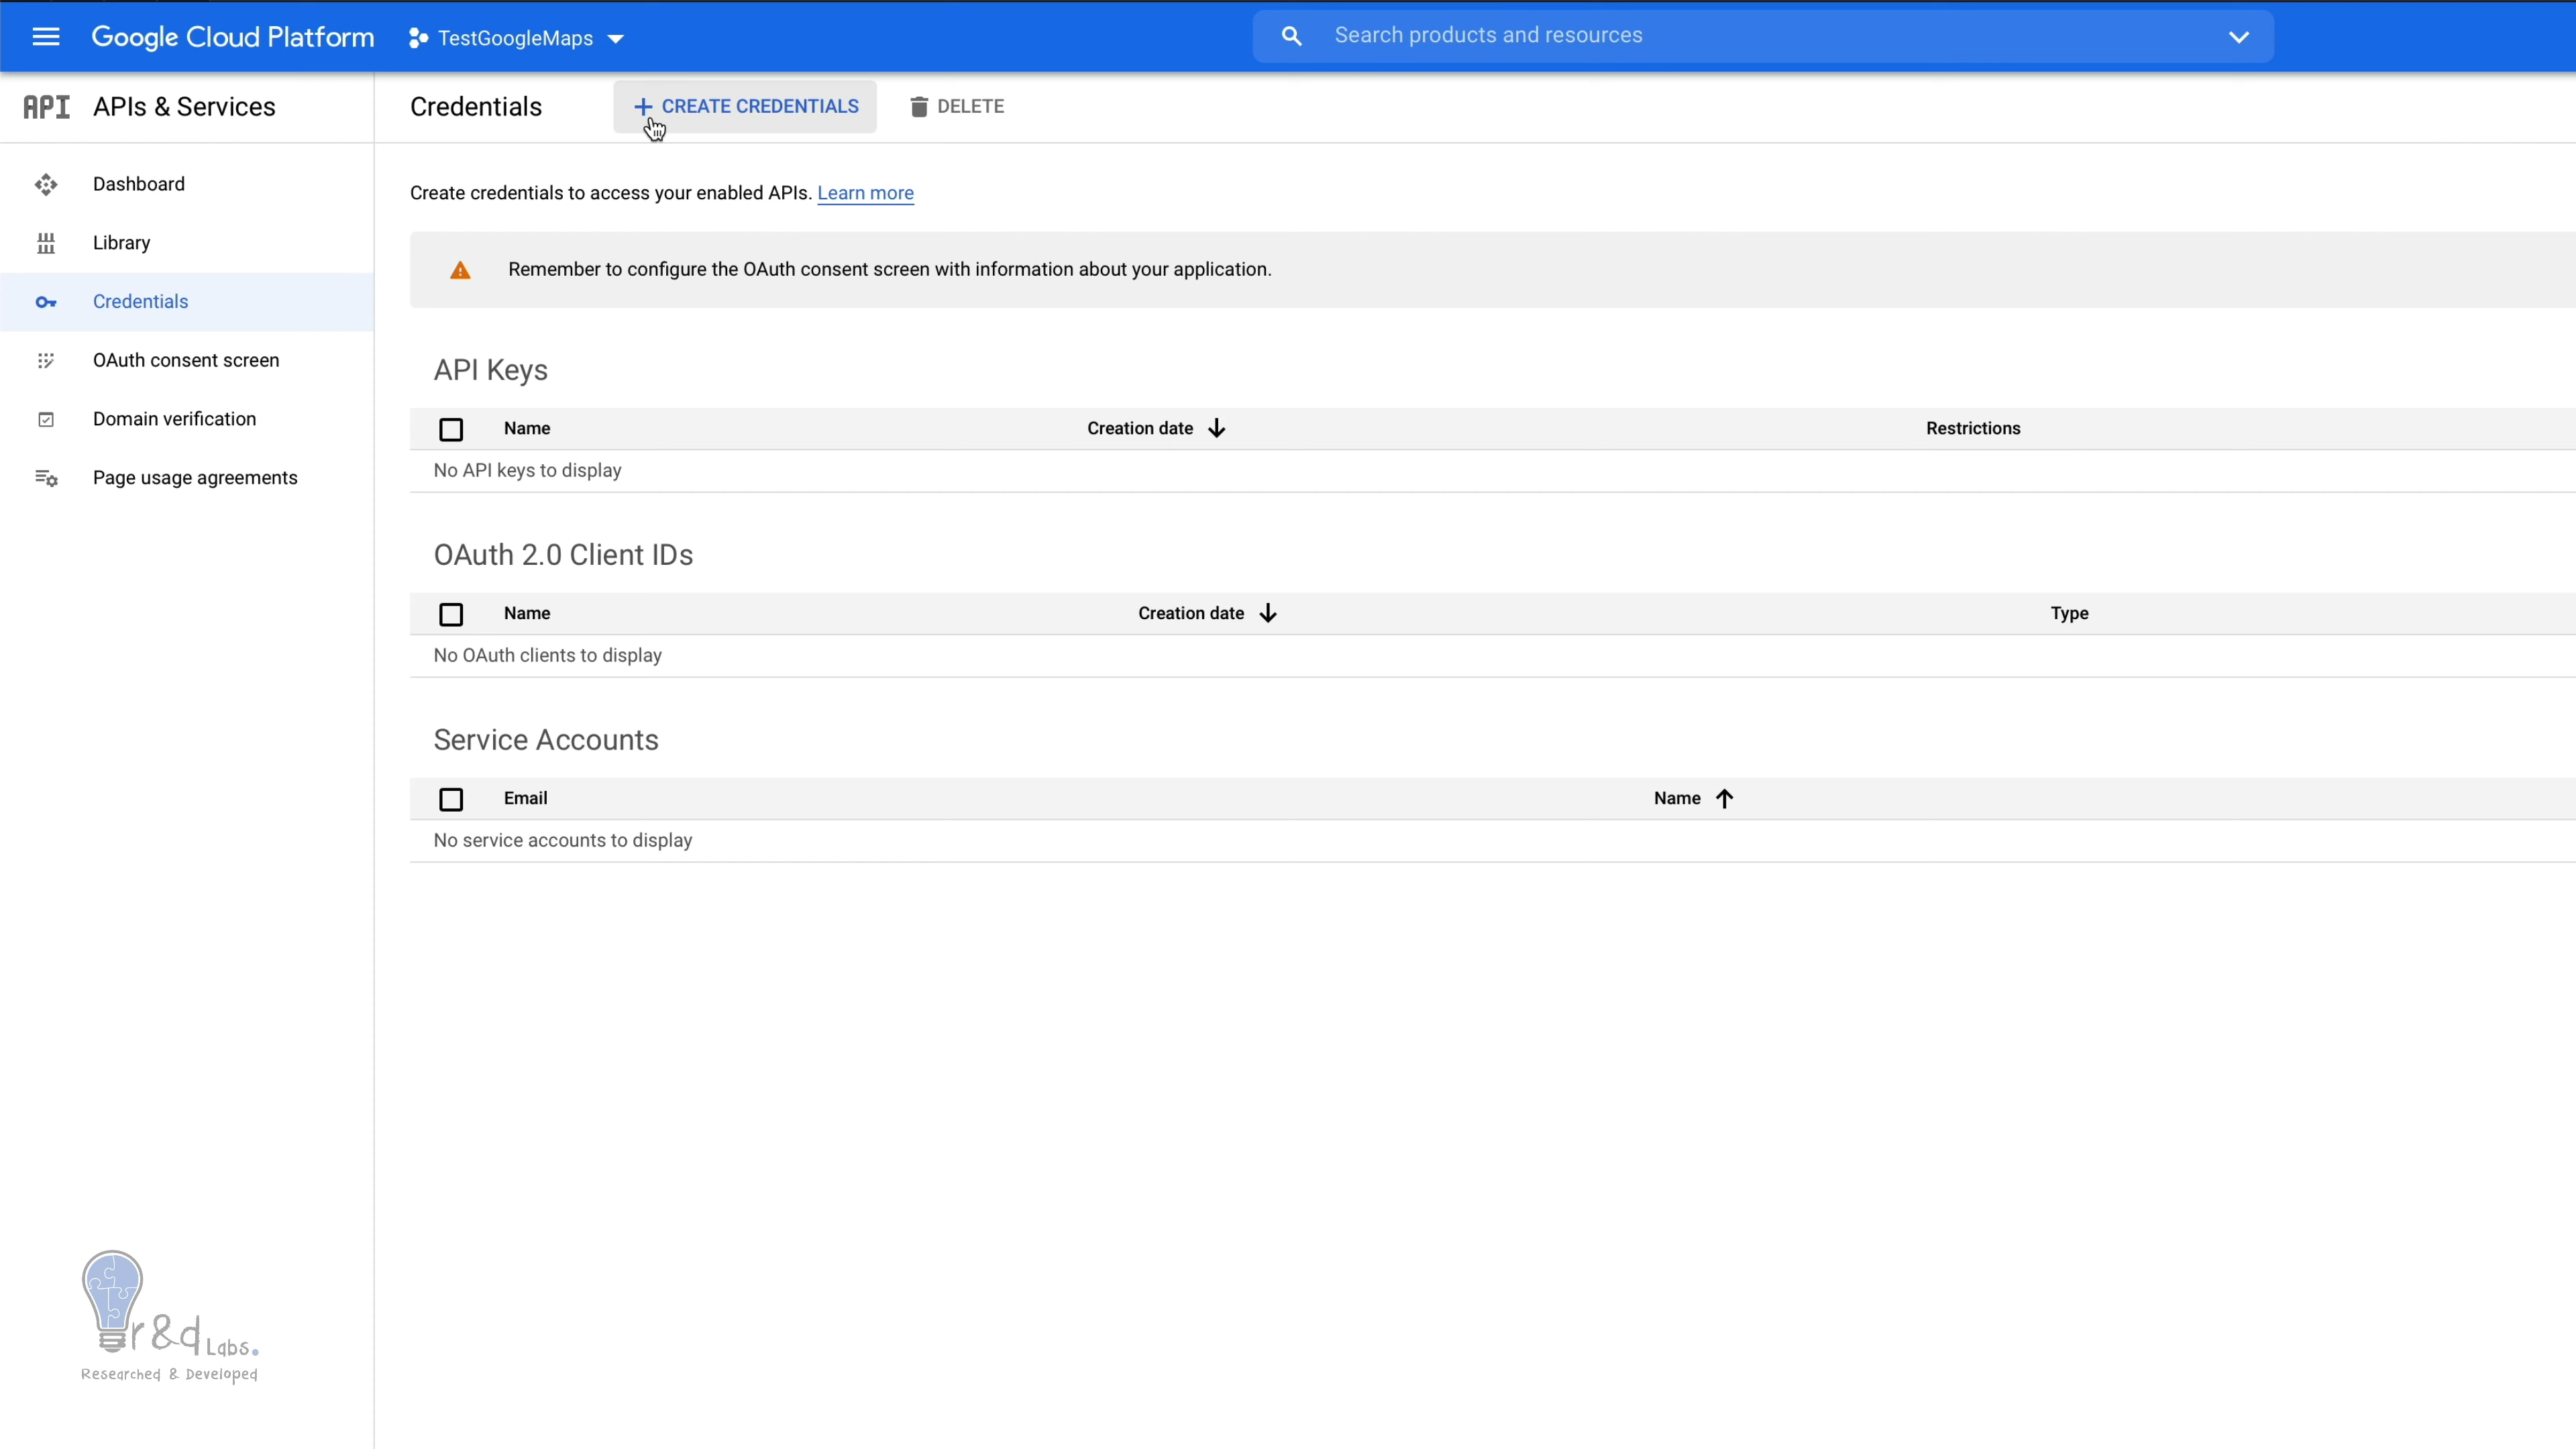 Google Cloud Platform TestGoogleMaps Search products and resources
API APIs & Services Credentials + CREATE CREDENTIALS DELETE
Dashboard
Library
Credentials
OAuth consent screen
Domain verification
Page usage agreements
Create credentials to access your enabled APIs. Learn more
Remember to configure the OAuth consent screen with information about your application.
API Keys
Name Creation date Restrictions
No API keys to display
OAuth 2.0 Client IDs
Name Creation date Type
No OAuth clients to display
Service Accounts
Email Name
No service accounts to display
r&d Labs.
Researched & Developed